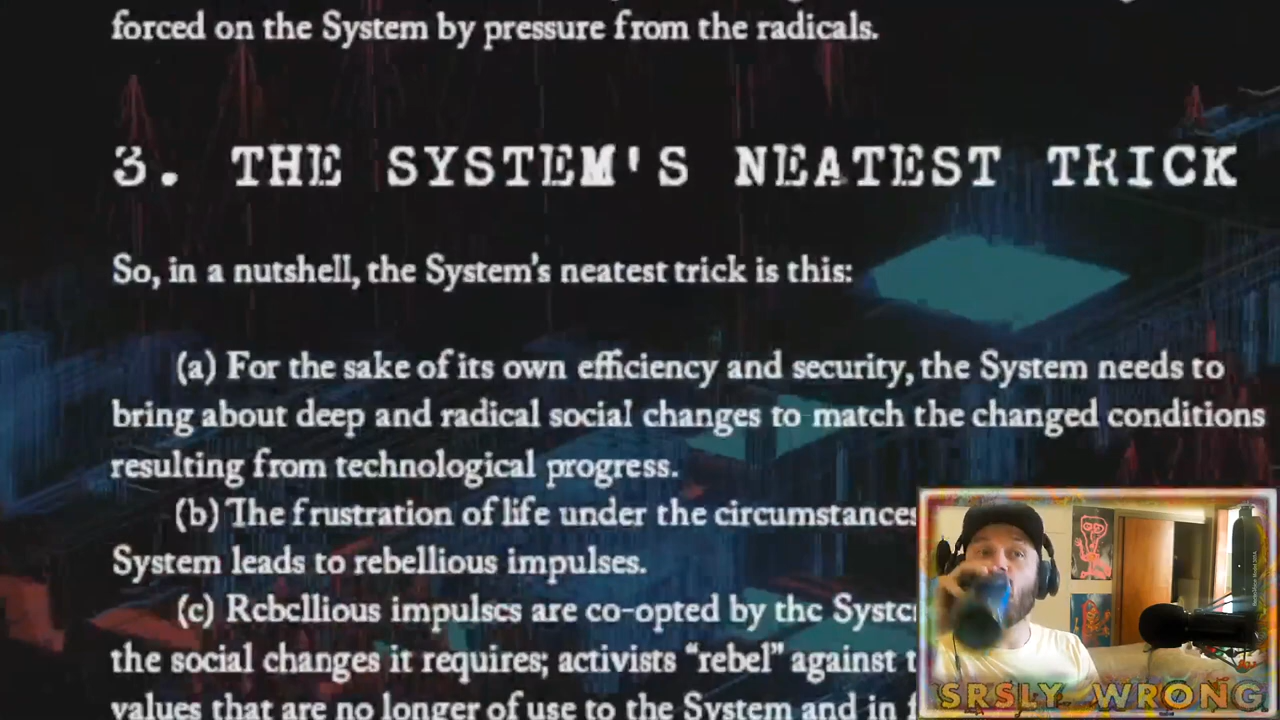 forced on the System by pressure from the radicals.
3. THE SYSTEM'S NEATEST TRICK
So, in a nutshell, the System's neatest trick is this:
(a) For the sake of its own efficiency and security, the System needs to
bring about deep and radical social changes to match the changed conditions
resulting from technological progress.
(b) The frustration of life under the circumstances
System leads to rebellious impulses.
(c) Rebellious impulses are co-opted by the
the social changes it requires; activists “rebel” against
values that are no longer of use to the System and in
SRSLY WRONG